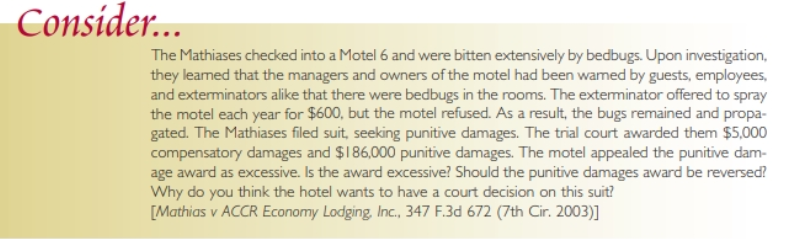 Consider...
The Mathiases checked into a Motel 6 and were bitten extensively by bedbugs. Upon investigation,
they learned that the managers and owners of the motel had been warned by guests, employees,
and exterminators alike that there were bedbugs in the rooms. The exterminator offered to spray
the motel each year for $600, but the motel refused. As a result, the bugs remained and propa-
gated. The Mathiases filed suit, seeking punitive damages. The trial court awarded them $5,000
compensatory damages and $186,000 punitive damages. The motel appealed the punitive dam-
age award as excessive. Is the award excessive? Should the punitive damages award be reversed?
Why do you think the hotel wants to have a court decision on this suit?
[Mathias v ACCR Economy Lodging, Inc., 347 F.3d 672 (7th Cir. 2003)]